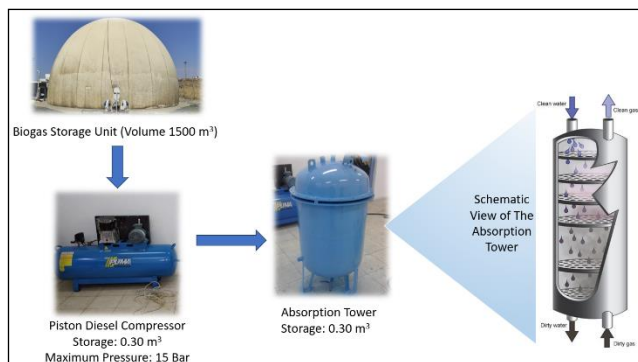 Biogas Storage Unit (Volume 1500 m³)
Piston Diesel Compressor
Storage: 0.30 m³
Maximum Pressure: 15 Bar
Absorption Tower
Storage: 0.30 m³
Schematic
View of The
Absorption
Tower
Clean water
Clean gas
Dirty water
Dirty gas